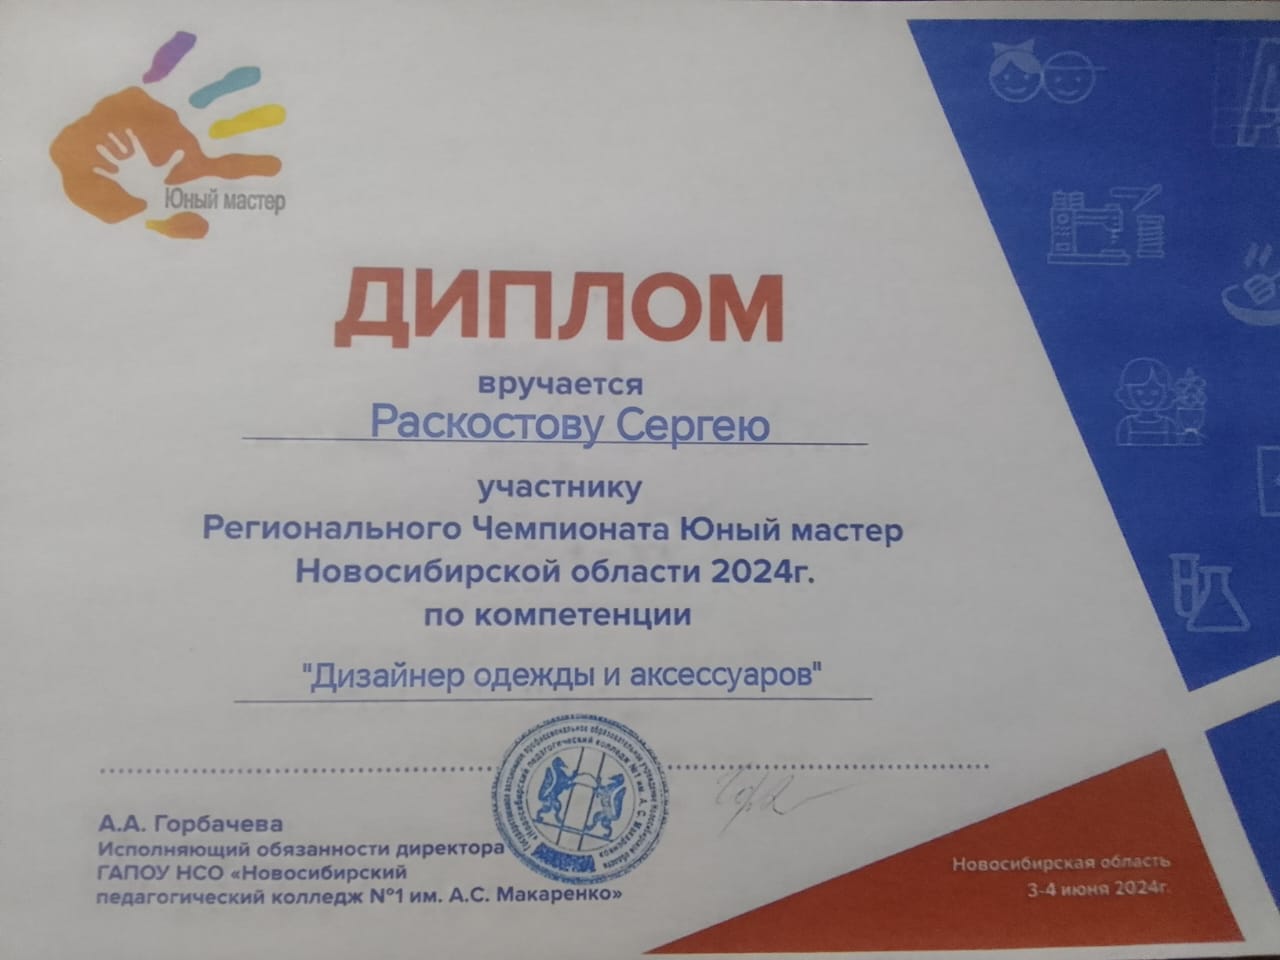 Юный мастер
ДИПЛОМ
вручается
Раскостову Сергею
участнику
Регионального Чемпионата Юный мастер
Новосибирской области 2024г.
по компетенции
"Дизайнер одежды и аксессуаров"
А.А. Горбачева
Исполняющий обязанности директора
ГАПОУ НСО «Новосибирский
педагогический колледж №1 им. А.С. Макаренко»
Новосибирская область
3-4 июня 2024г.